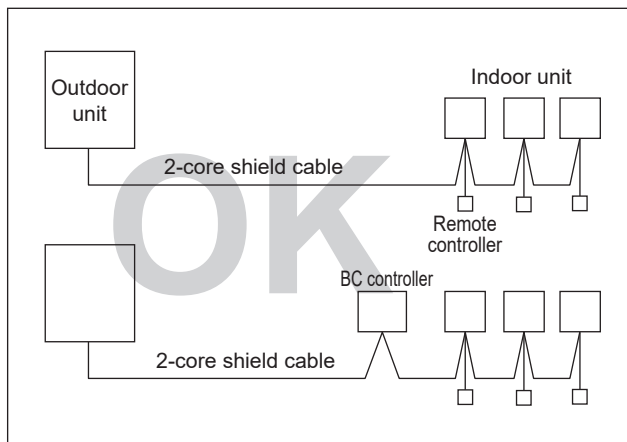 Outdoor
unit
Indoor unit
2-core shield cable
Remote
controller
OK
BC controller
2-core shield cable